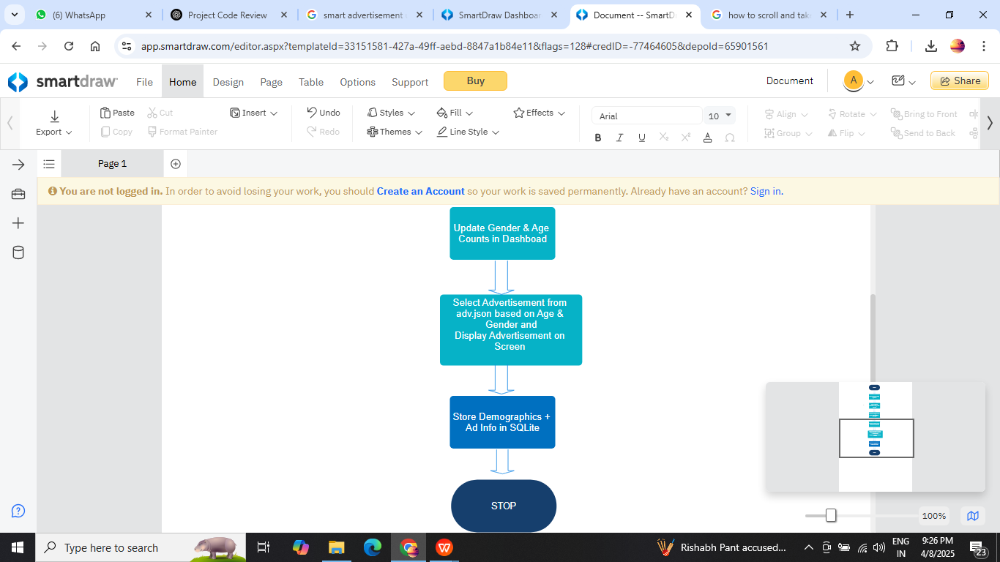 (6) WhatsApp
Project Code Review
smart advertisement
SmartDraw Dashboar
Document -- SmartD
how to scroll and tak
app.smartdraw.com/editor.aspx?templateId=33151581-427a-49ff-aebd-8847a1b84e11&flags=128#credID=-77464605&depoId=65901561
smartdraw
File Home Design Page Table Options Support Buy
Document A Share
Export
Paste Cut
Copy Format Painter
Insert
Undo
Redo
Styles Fill Effects
Themes Line Style
Arial 10
B I U X₂ X² A Ω
Align Rotate Bring to Front
Group Flip Send to Back
Page 1
You are not logged in. In order to avoid losing your work, you should Create an Account so your work is saved permanently. Already have an account? Sign in.
Update Gender & Age
Counts in Dashboad
Select Advertisement from
adv.json based on Age &
Gender and
Display Advertisement on
Screen
Store Demographics +
Ad Info in SQLite
STOP
100%
Type here to search
Rishabh Pant accused...
ENG
IN
9:26 PM
4/8/2025
23